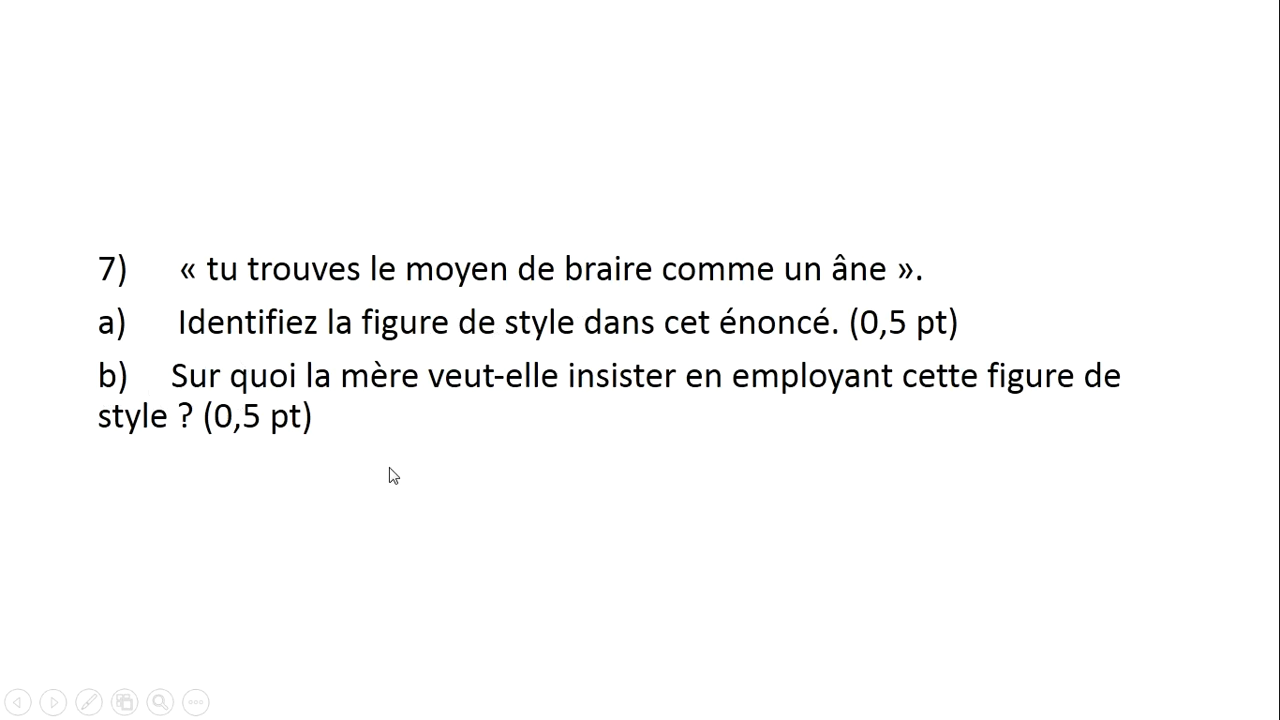 7) « tu trouves le moyen de braire comme un âne ».
a) Identifiez la figure de style dans cet énoncé. (0,5 pt)
b) Sur quoi la mère veut-elle insister en employant cette figure de
style ? (0,5 pt)